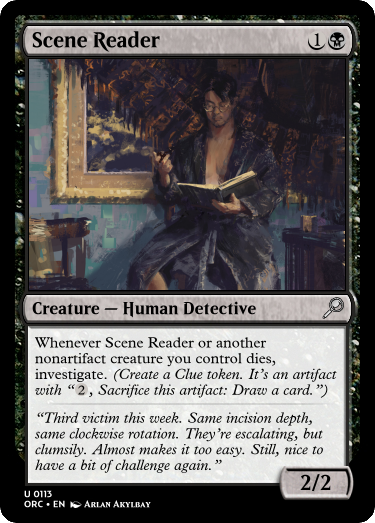 Scene Reader 1
Creature — Human Detective
Whenever Scene Reader or another
nonartifact creature you control dies,
investigate. (Create a Clue token. It's an artifact
with “2, Sacrifice this artifact: Draw a card.”)
“Third victim this week. Same incision depth,
same clockwise rotation. They're escalating, but
clumsily. Almost makes it too easy. Still, nice to
have a bit of challenge again.”
2/2
U 0113
ORC • EN Arlan Akylbay